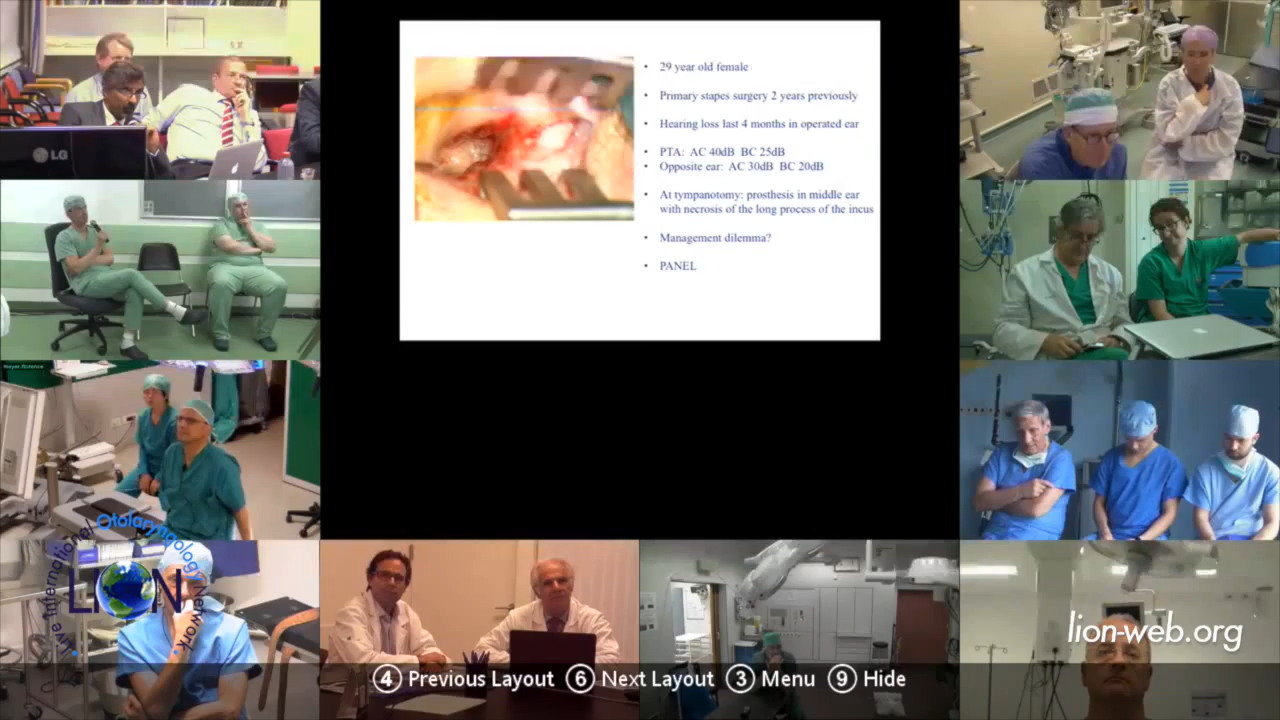 29 year old female
Primary stapes surgery 2 years previously
Hearing loss last 4 months in operated ear
PTA: AC 40dB BC 25dB
Opposite ear: AC 30dB BC 20dB
At tympanotomy: prosthesis in middle ear
with necrosis of the long process of the incus
Management dilemma?
PANEL
LG
Live International Otolaryngology Network
LION
lion-web.org
4 Previous Layout 6 Next Layout 3 Menu 9 Hide